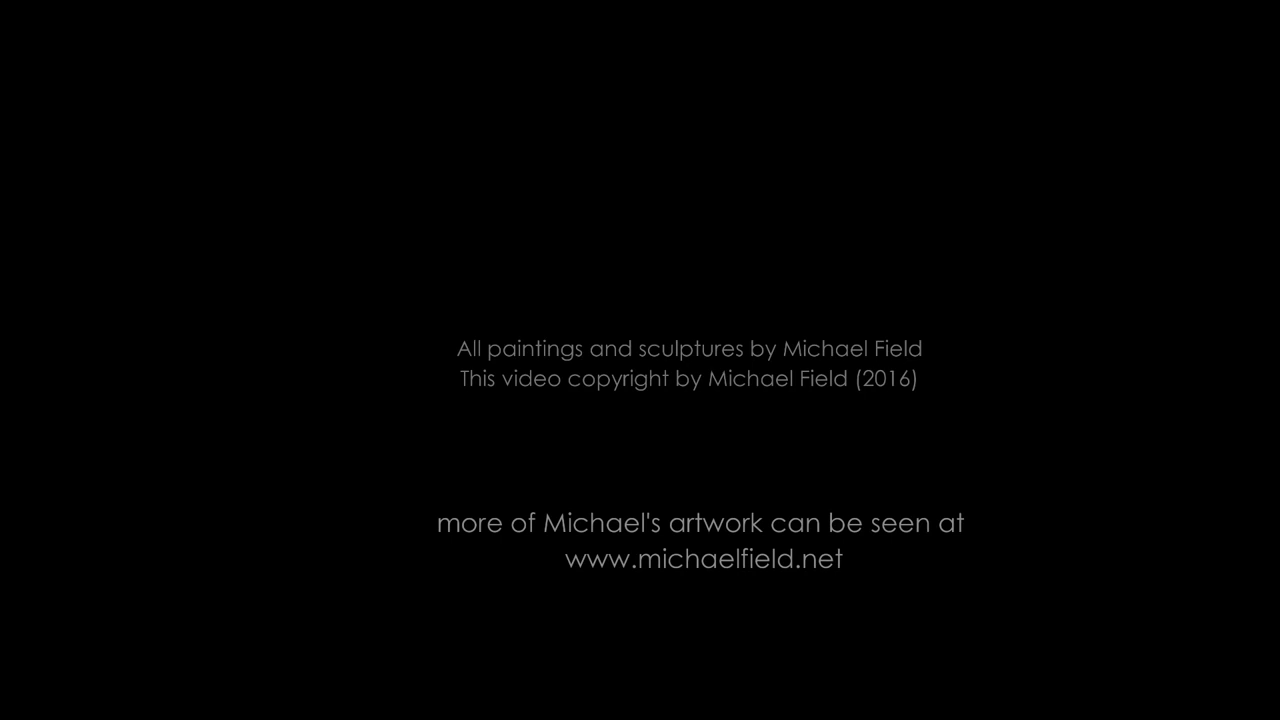 All paintings and sculptures by Michael Field
This video copyright by Michael Field (2016)
more of Michael's artwork can be seen at
www.michaelfield.net